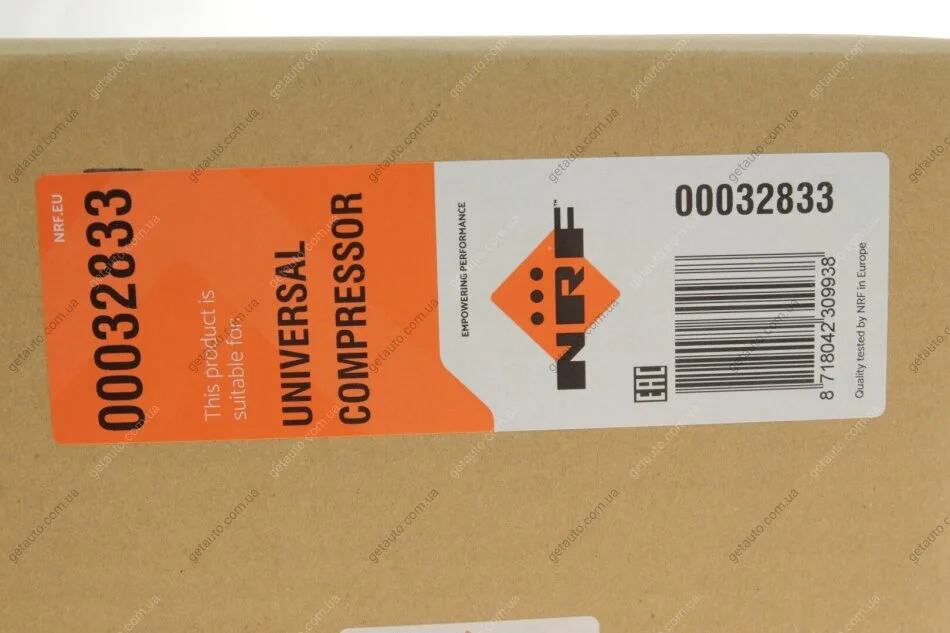 NRF.EU
00032833
This product is
suitable for:
UNIVERSAL
COMPRESSOR
EMPOWERING PERFORMANCE
NRF™
00032833
EAC
8 718042 309938
Quality tested by NRF in Europe
getauto.com.ua